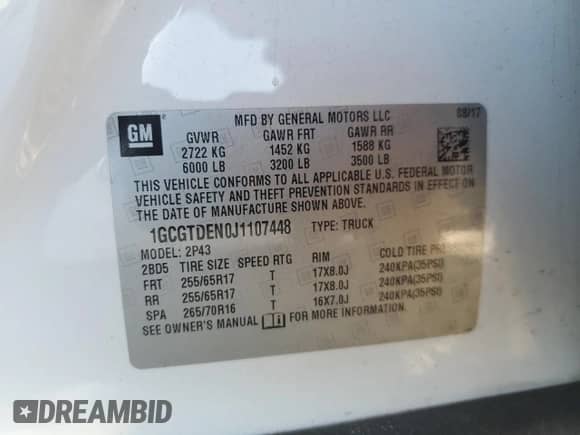 GM
MFD BY GENERAL MOTORS LLC 08/17
GVWR GAWR FRT GAWR RR
2722 KG 1452 KG 1588 KG
6000 LB 3200 LB 3500 LB
THIS VEHICLE CONFORMS TO ALL APPLICABLE U.S. FEDERAL MOTOR
VEHICLE SAFETY AND THEFT PREVENTION STANDARDS IN EFFECT ON
THE DATE OF MANUFACTURE SHOWN ABOVE.
1GCGTDEN0J1107448 TYPE: TRUCK
MODEL: 2P43
2BD5 TIRE SIZE SPEED RTG RIM COLD TIRE
FRT 255/65R17 T 17X8.0J 240KPA(35PSI)
RR 255/65R17 T 17X8.0J 240KPA(35PSI)
SPA 265/70R16 T 16X7.0J 240KPA(35PSI)
SEE OWNER'S MANUAL FOR MORE INFORMATION.
DREAMBID